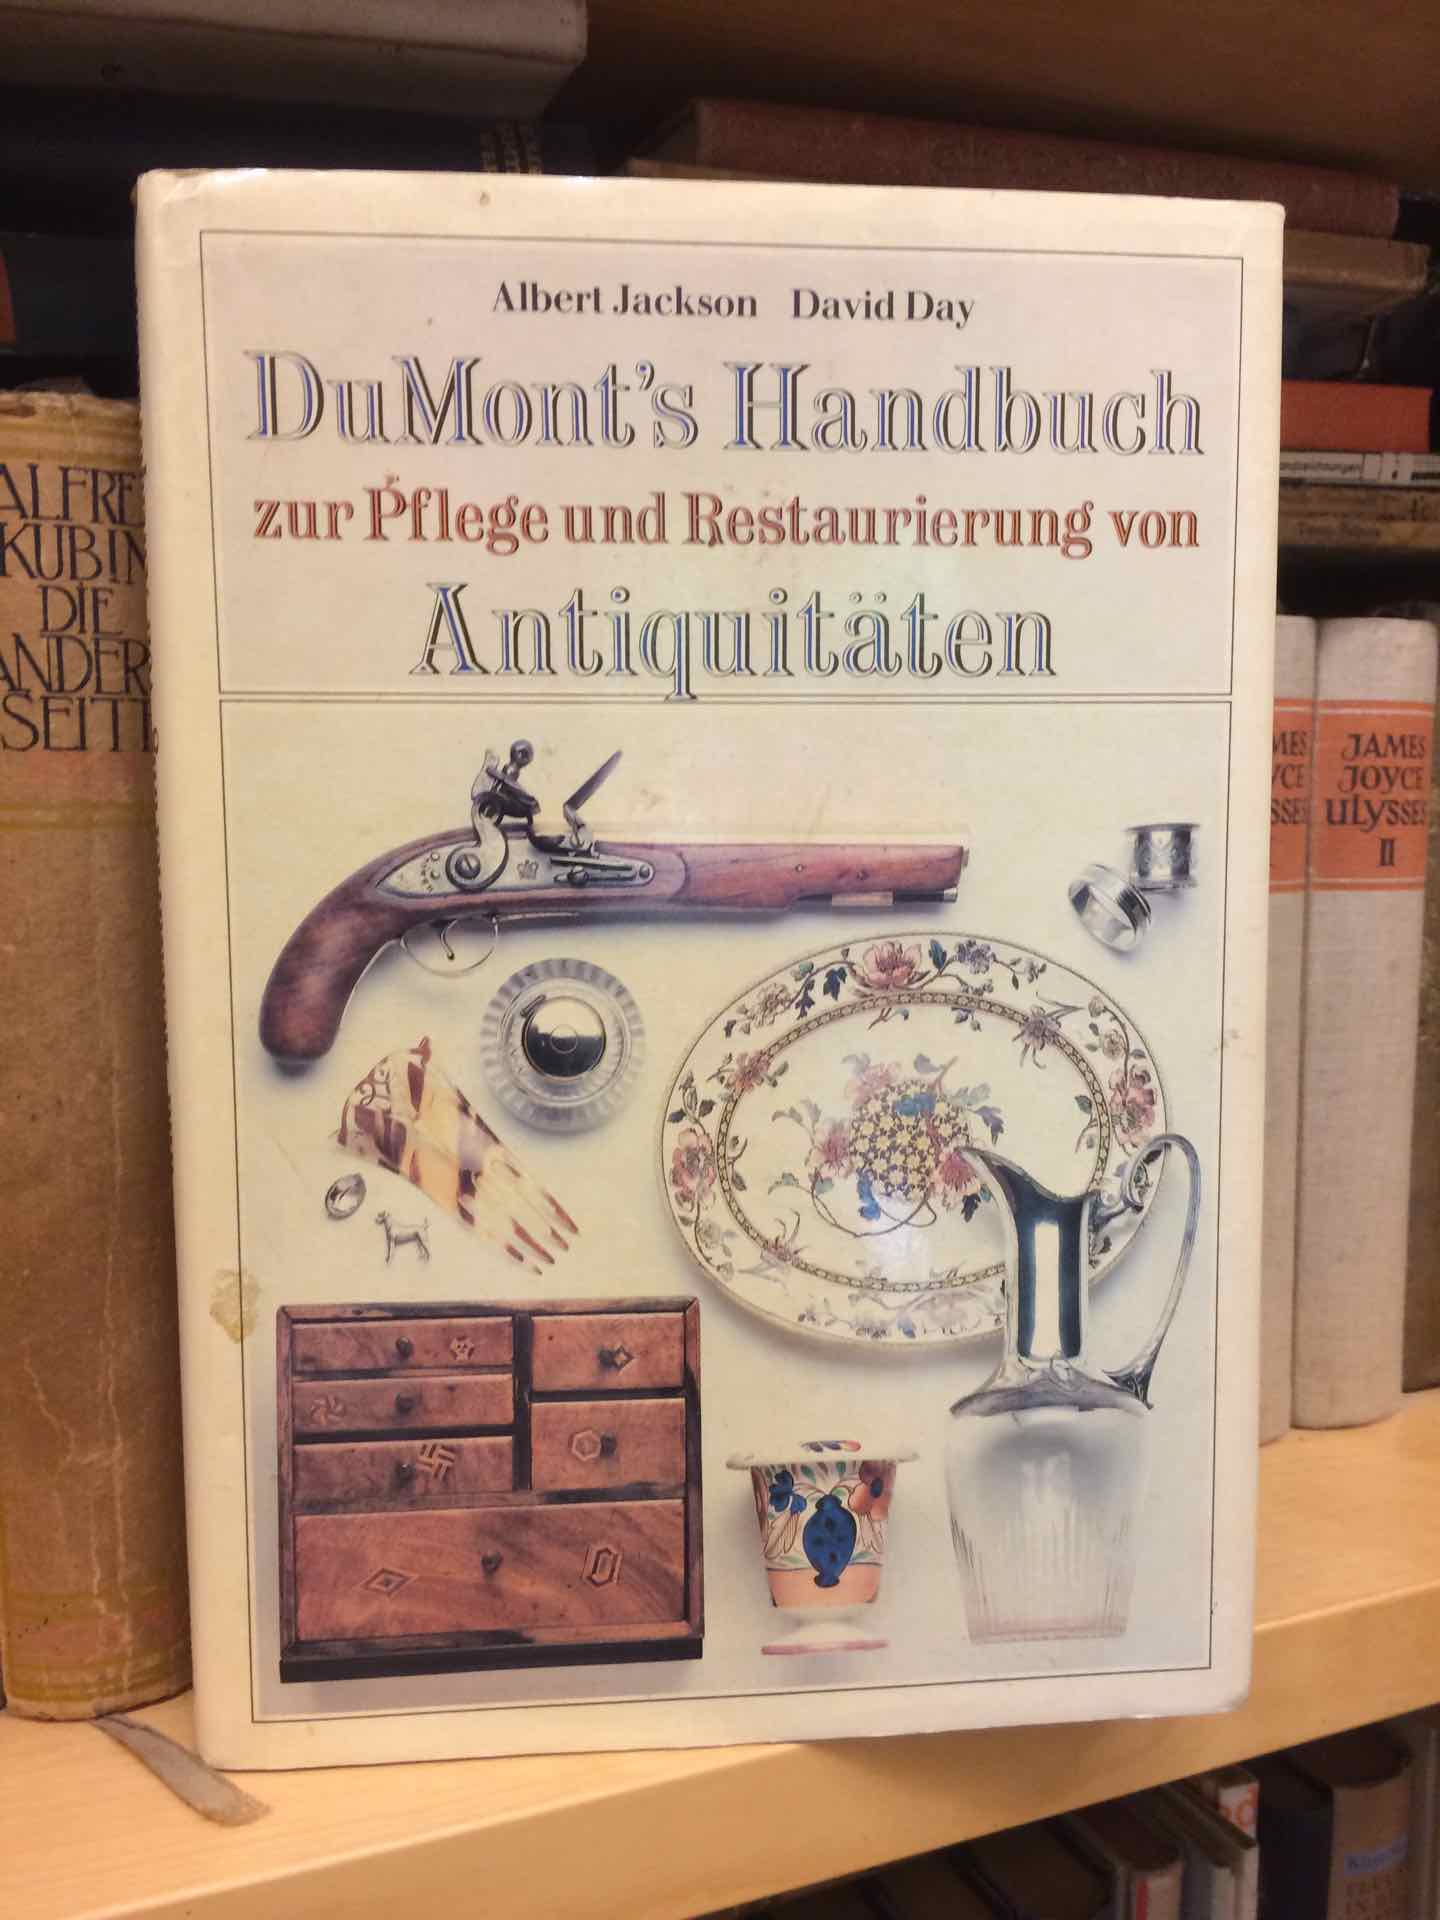 Albert Jackson David Day
DuMont's Handbuch
zur Pflege und Restaurierung von
Antiquitäten
KUBIN
DIE
SEITE
JAMES
JOYCE
ULYSSES
II